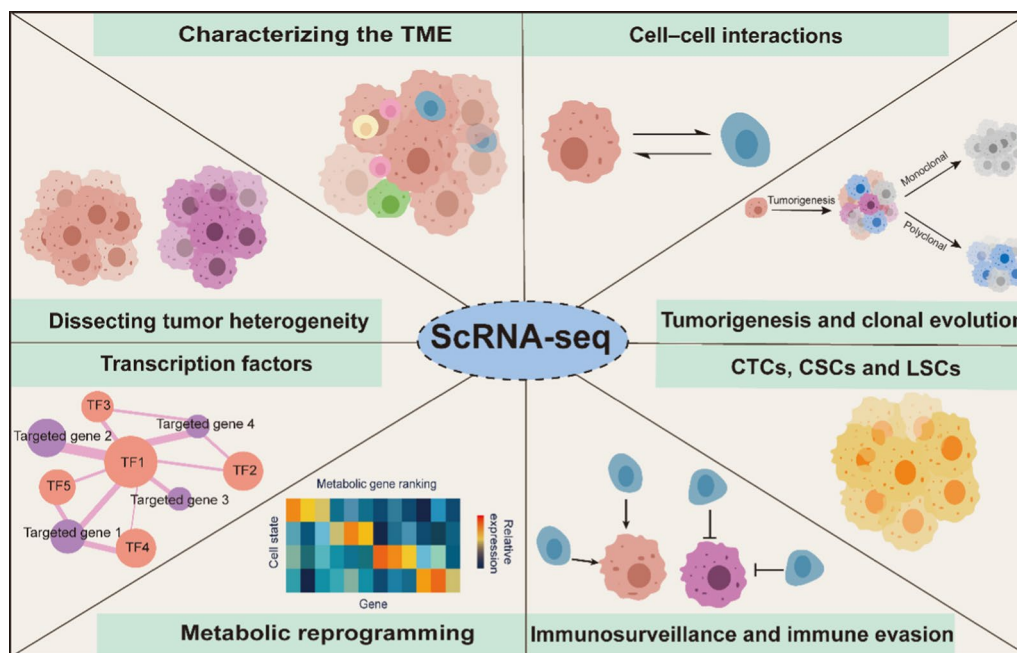 Characterizing the TME
Cell–cell interactions
Tumorigenesis
Monoclonal
Polyclonal
Dissecting tumor heterogeneity
ScRNA-seq
Tumorigenesis and clonal evolution
Transcription factors
CTCs, CSCs and LSCs
TF3
Targeted gene 4
Targeted gene 2
TF1
TF2
TF5
Targeted gene 3
Targeted gene 1
TF4
Metabolic gene ranking
Cell state
Relative
expression
Gene
Metabolic reprogramming
Immunosurveillance and immune evasion